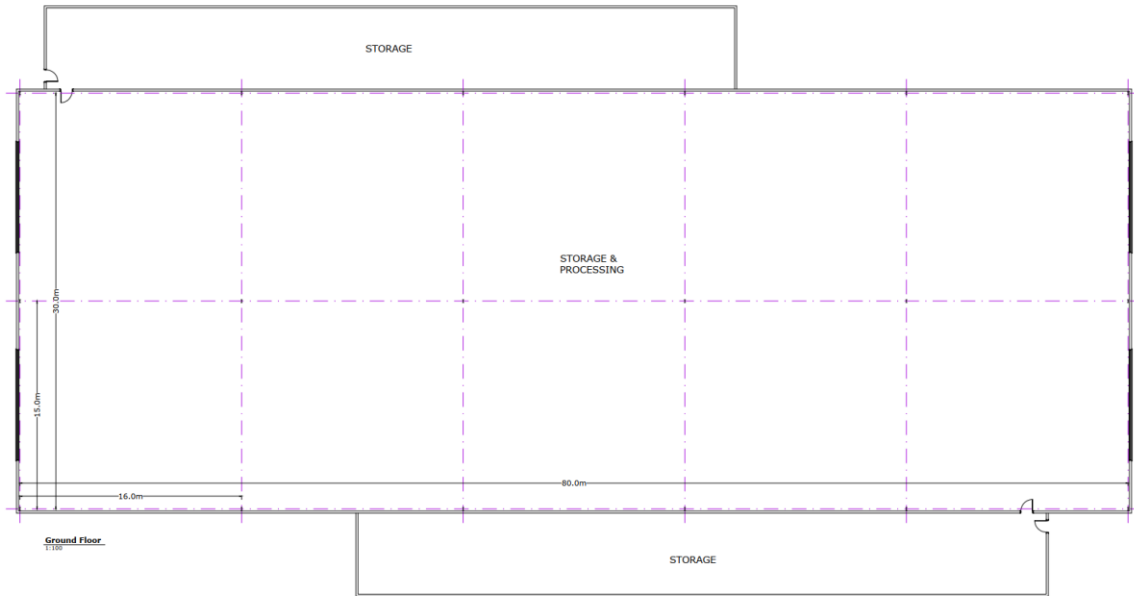 STORAGE
STORAGE &
PROCESSING
30.0m
15.0m
80.0m
16.0m
Ground Floor
1:100
STORAGE